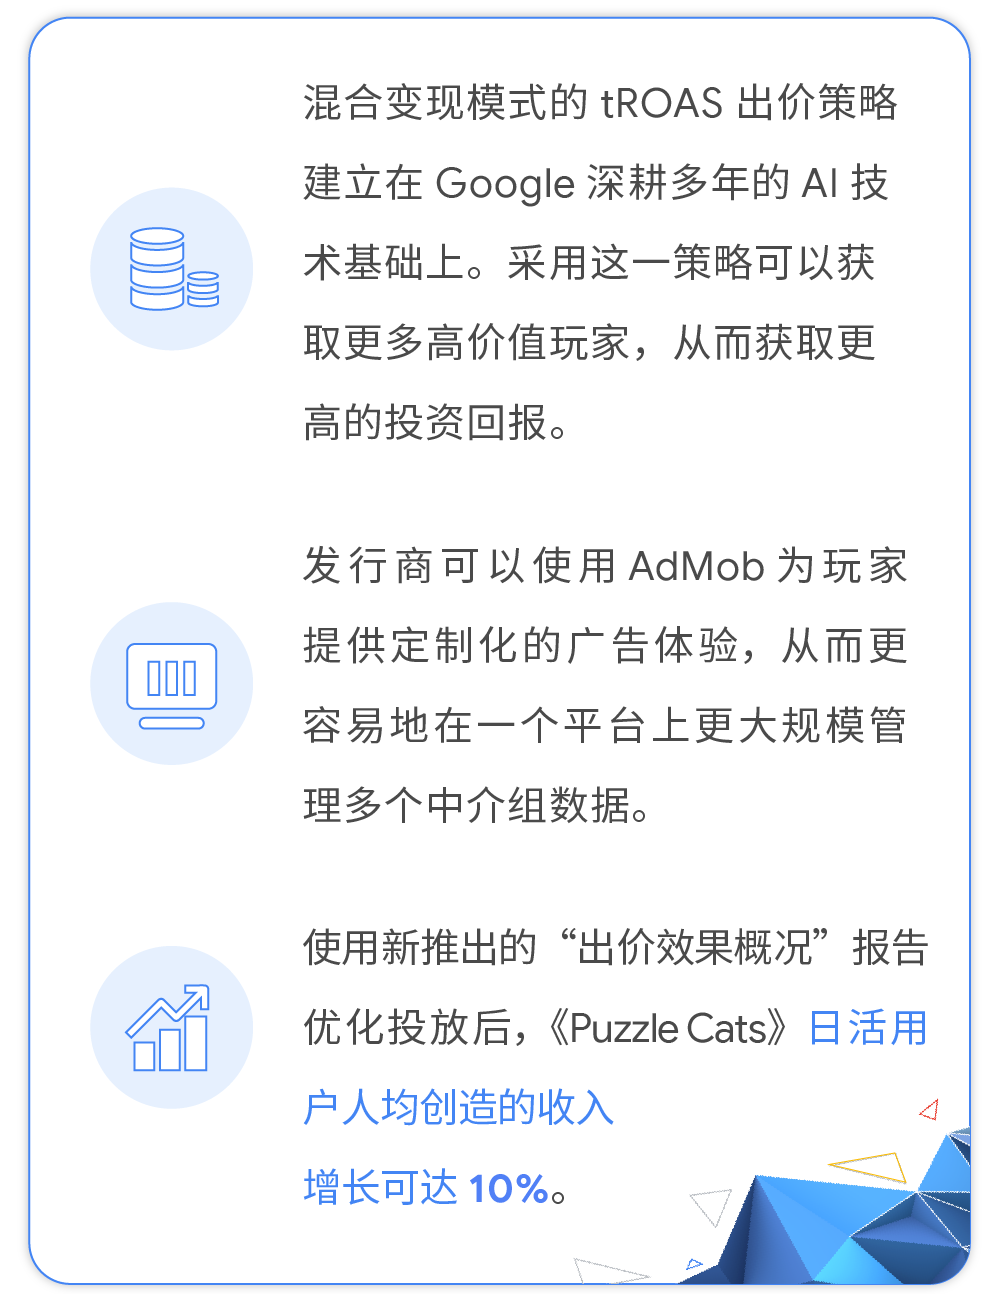 混合变现模式的 tROAS 出价策略
建立在 Google 深耕多年的 AI 技
术基础上。采用这一策略可以获
取更多高价值玩家，从而获取更
高的投资回报。
发行商可以使用 AdMob 为玩家
提供定制化的广告体验，从而更
容易地在一个平台上更大规模管
理多个中介组数据。
使用新推出的“出价效果概况”报告
优化投放后，《Puzzle Cats》日活用
户人均创造的收入
增长可达 10%。